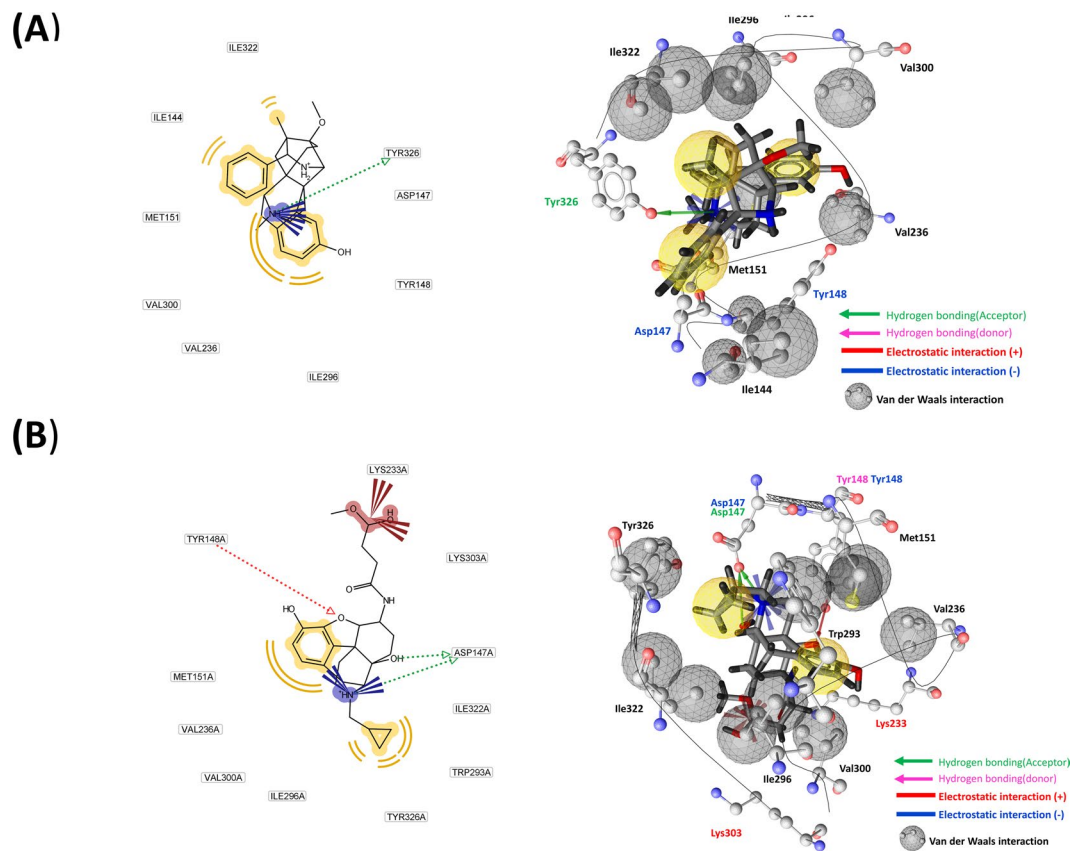 (A)
ILE322
ILE144
TYR326
ASP147
MET151
TYR148
VAL300
VAL236
ILE296
NH₂⁺
NH
OH
O
Ile296
Ile322
Val300
Tyr326
Val236
Met151
Tyr148
Asp147
Ile144
Hydrogen bonding(Acceptor)
Hydrogen bonding(donor)
Electrostatic interaction (+)
Electrostatic interaction (-)
Van der Waals interaction
(B)
LYS233A
TYR148A
LYS303A
ASP147A
MET151A
ILE322A
VAL236A
TRP293A
VAL300A
ILE296A
TYR326A
O
O
NH
HO
O
OH
Tyr148 Tyr148
Asp147
Asp147
Tyr326
Met151
Val236
Trp293
Ile322
Lys233
Val300
Ile296
Lys303
Hydrogen bonding(Acceptor)
Hydrogen bonding(donor)
Electrostatic interaction (+)
Electrostatic interaction (-)
Van der Waals interaction